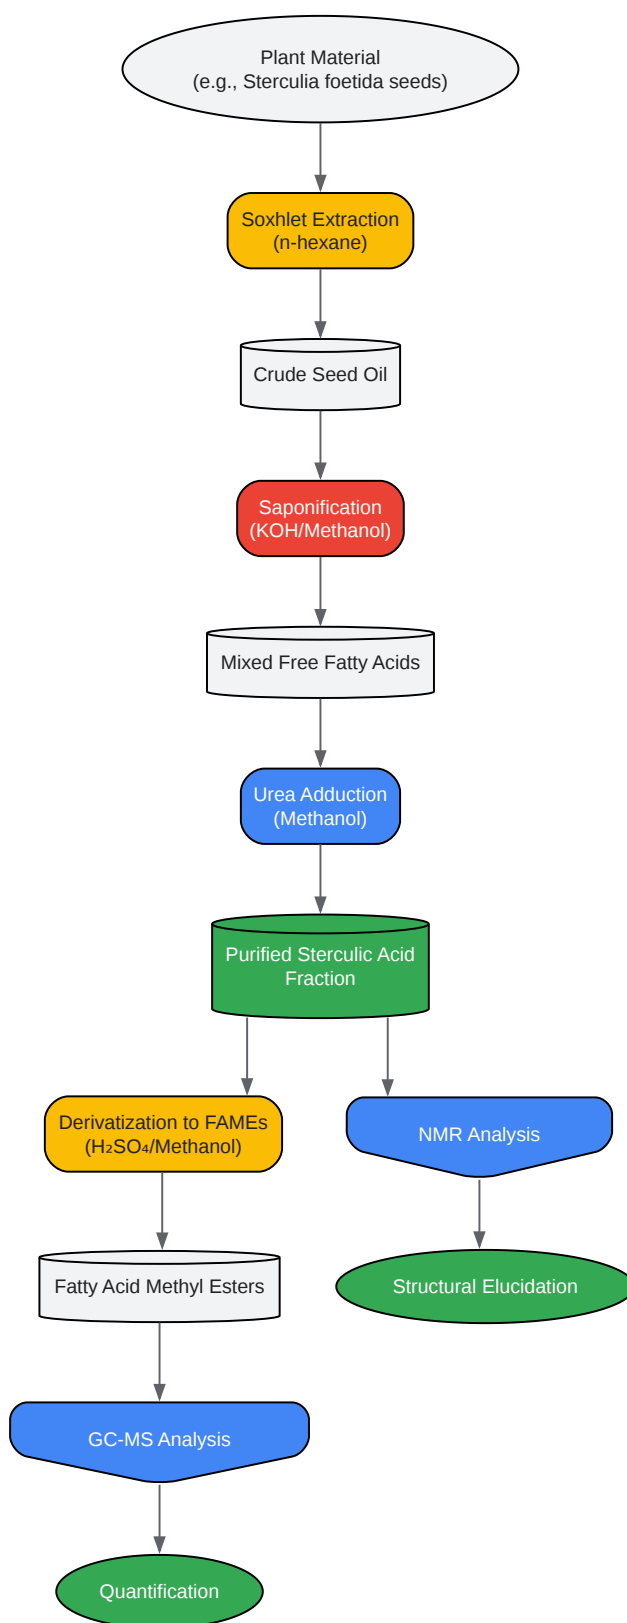 Plant Material
(e.g., Sterculia foetida seeds)
Soxhlet Extraction
(n-hexane)
Crude Seed Oil
Saponification
(KOH/Methanol)
Mixed Free Fatty Acids
Urea Adduction
(Methanol)
Purified Sterculic Acid
Fraction
Derivatization to FAMEs
(H₂SO₄/Methanol)
NMR Analysis
Fatty Acid Methyl Esters
Structural Elucidation
GC-MS Analysis
Quantification